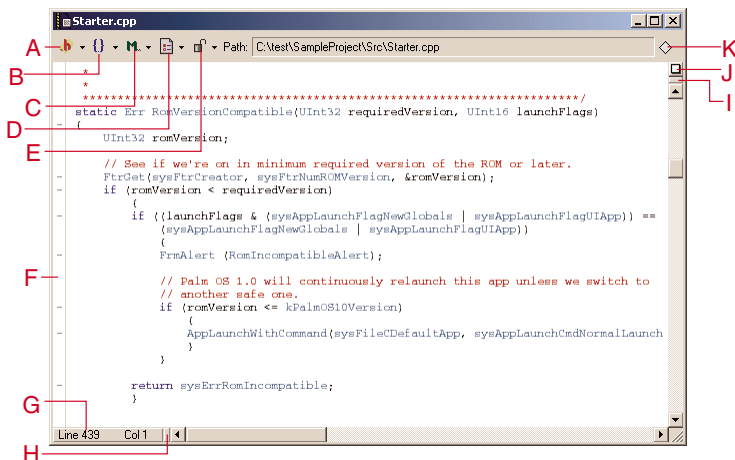 Starter.cpp
A .h {} M.. Path: C:\test\SampleProject\Src\Starter.cpp K
B
C
D
E
J
I
*
*
************************************************************************/
static Err RomVersionCompatible(UInt32 requiredVersion, UInt16 launchFlags)
{
UInt32 romVersion;
// See if we're on in minimum required version of the ROM or later.
FtrGet(sysFtrCreator, sysFtrNumROMVersion, &romVersion);
if (romVersion < requiredVersion)
{
if ((launchFlags & (sysAppLaunchFlagNewGlobals | sysAppLaunchFlagUIApp)) ==
(sysAppLaunchFlagNewGlobals | sysAppLaunchFlagUIApp))
{
FrmAlert (RomIncompatibleAlert);
F
// Palm OS 1.0 will continuously relaunch this app unless we switch to
// another safe one.
if (romVersion <= kPalmOS10Version)
{
AppLaunchWithCommand(sysFileCDefaultApp, sysAppLaunchCmdNormalLaunch
}
}
return sysErrRomIncompatible;
}
G
Line 439 Col 1
H